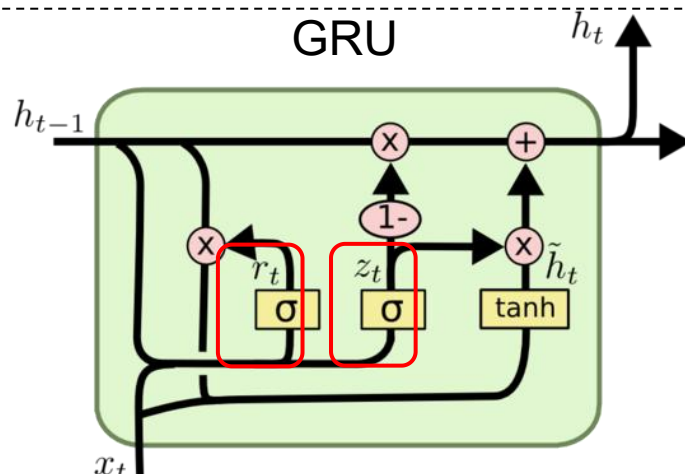 GRU
h_t
h_{t-1}
x
+
1-
x
r_t
z_t
x
h̃_t
σ
σ
tanh
x_t